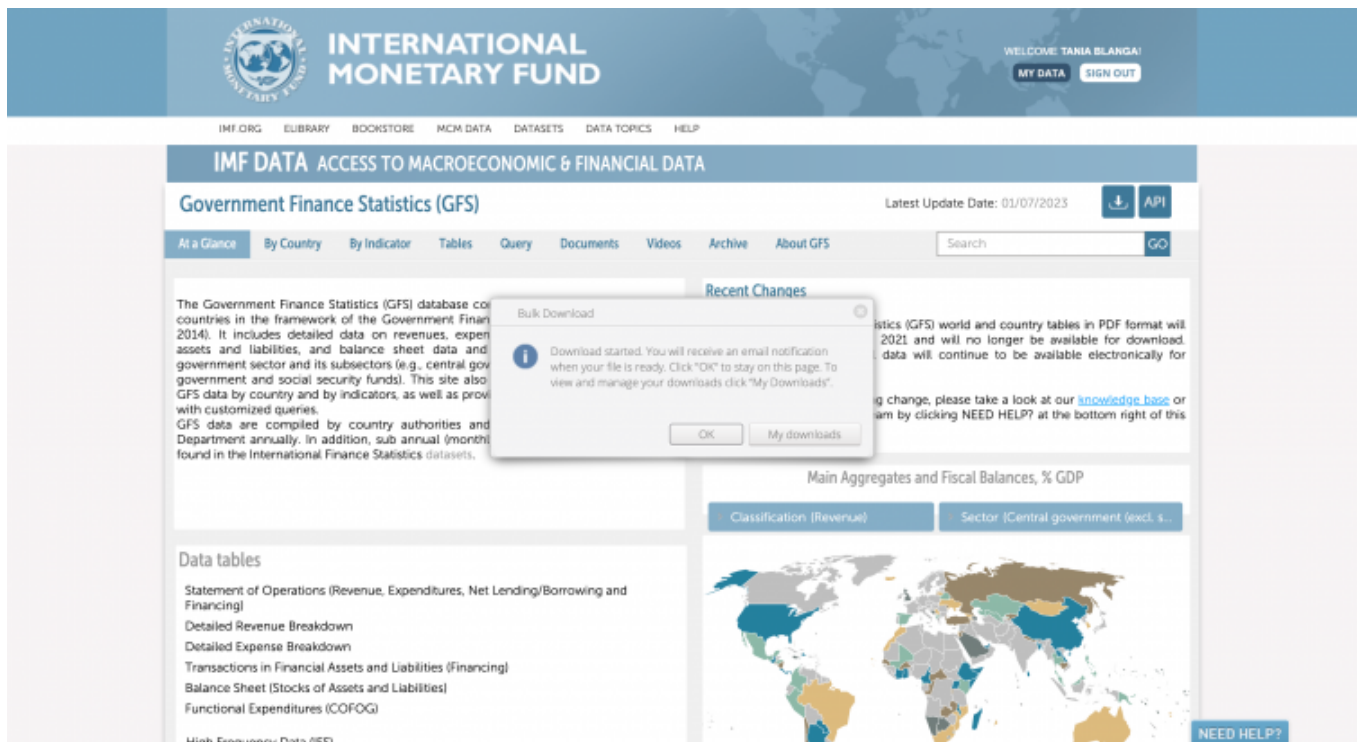 INTERNATIONAL
MONETARY FUND
INTERNATIONAL
MONETARY FUND
WELCOME TANIA BLANGA!
MY DATA SIGN OUT
IMF.ORG ELIBRARY BOOKSTORE MCM DATA DATASETS DATA TOPICS HELP
IMF DATA ACCESS TO MACROECONOMIC & FINANCIAL DATA
Government Finance Statistics (GFS)
Latest Update Date: 01/07/2023
API
At a Glance By Country By Indicator Tables Query Documents Videos Archive About GFS
Search GO
The Government Finance Statistics (GFS) database
countries in the framework of the Government
2014). It includes detailed data on revenues,
assets and liabilities, and balance sheet data and
government sector and its subsectors (e.g., central
government and social security funds). This site also
GFS data by country and by indicators, as well as
with customized queries.
GFS data are compiled by country authorities and
Department annually. In addition, sub annual
found in the International Finance Statistics datasets.
Bulk Download
Download started. You will receive an email notification
when your file is ready. Click "OK" to stay on this page. To
view and manage your downloads click "My Downloads".
OK My downloads
Recent Changes
(GFS) world and country tables in PDF format will
2021 and will no longer be available for download.
data will continue to be available electronically for
change, please take a look at our knowledge base or
by clicking NEED HELP? at the bottom right of this
Main Aggregates and Fiscal Balances, % GDP
Classification (Revenue) Sector (Central government (excl. s...
Data tables
Statement of Operations (Revenue, Expenditures, Net Lending/Borrowing and
Financing)
Detailed Revenue Breakdown
Detailed Expense Breakdown
Transactions in Financial Assets and Liabilities (Financing)
Balance Sheet (Stocks of Assets and Liabilities)
Functional Expenditures (COFOG)
High Frequency Data (IFS)
NEED HELP?